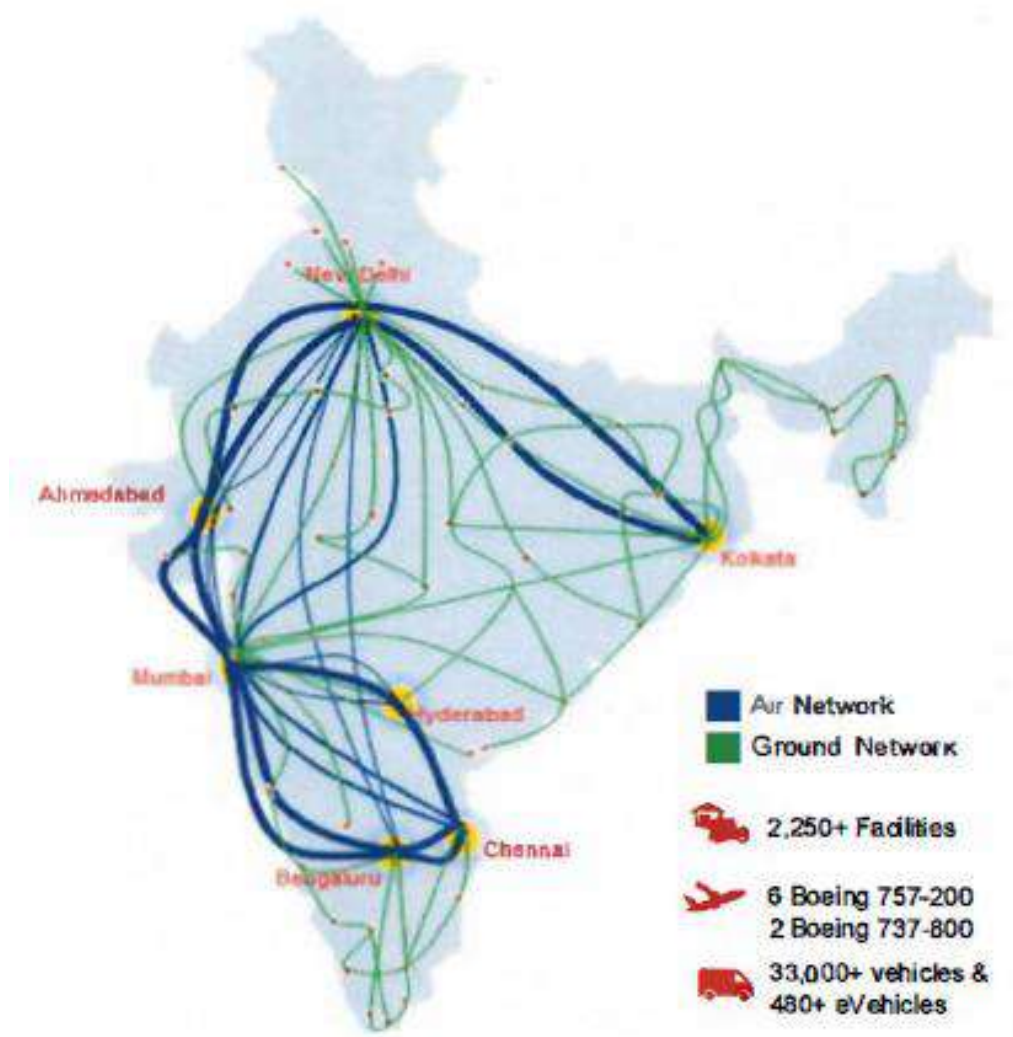 New Delhi
Ahmedabad
Kolkata
Mumbai
Hyderabad
Air Network
Ground Network
2,250+ Facilities
Chennai
Bengaluru
6 Boeing 757-200
2 Boeing 737-800
33,000+ vehicles &
480+ eVehicles